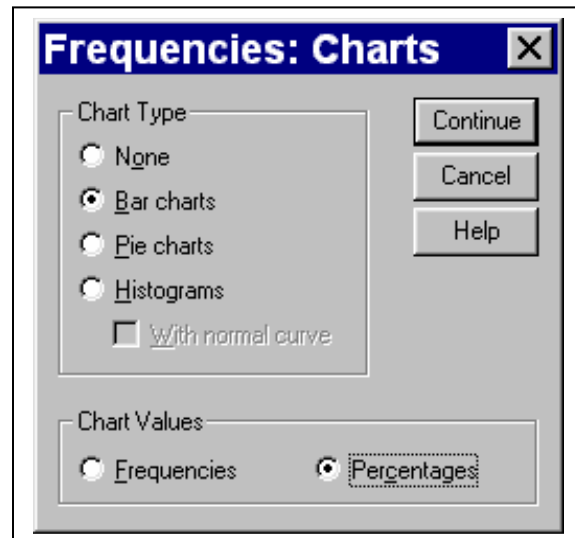 Frequencies: Charts
Chart Type
None
Bar charts
Pie charts
Histograms
With normal curve
Continue
Cancel
Help
Chart Values
Frequencies
Percentages